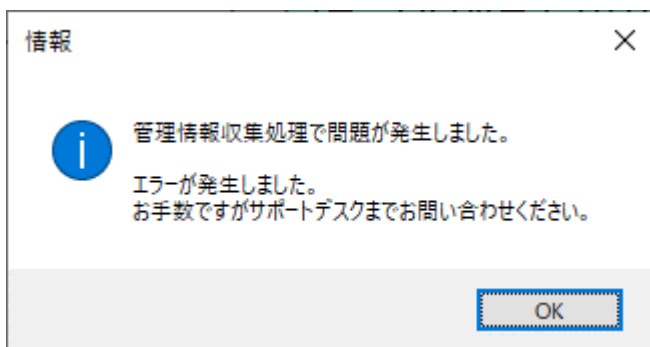 情報
管理情報収集処理で問題が発生しました。
エラーが発生しました。
お手数ですがサポートデスクまでお問い合わせください。
OK